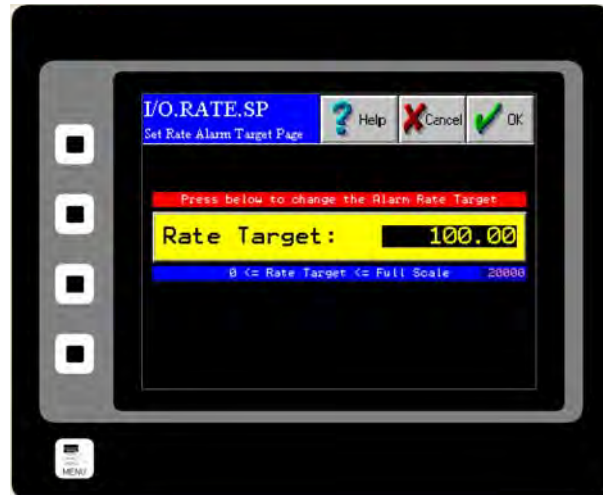 I/O.RATE.SP
Set Rate Alarm Target Page
Help
Cancel
OK
Press below to change the Alarm Rate Target
Rate Target: 100.00
0 <= Rate Target <= Full Scale 20000
MENU